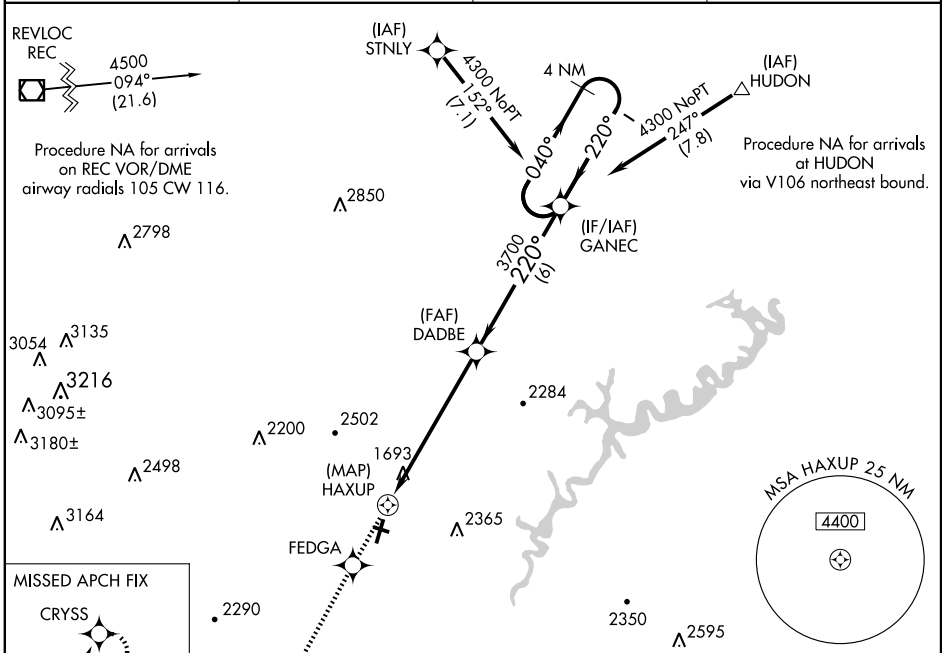 REVLOC
REC
4500
094°
(21.6)
Procedure NA for arrivals
on REC VOR/DME
airway radials 105 CW 116.
(IAF)
STNLY
4300 NoPT
152°
(7.1)
4 NM
040°
220°
4300 NoPT
247°
(7.8)
(IAF)
HUDON
Procedure NA for arrivals
at HUDON
via V106 northeast bound.
(IF/IAF)
GANEC
3700
220°
(6)
(FAF)
DADBE
2850
2798
3135
3054
3216
3095±
3180±
2498
3164
2200
2502
2284
1693
(MAP)
HAXUP
2365
FEDGA
2290
2350
2595
MSA HAXUP 25 NM
4400
MISSED APCH FIX
CRYSS